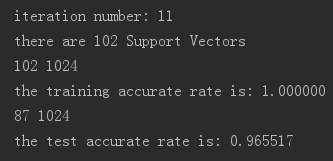 iteration number: 11
there are 102 Support Vectors
102 1024
the training accurate rate is: 1.000000
87 1024
the test accurate rate is: 0.965517